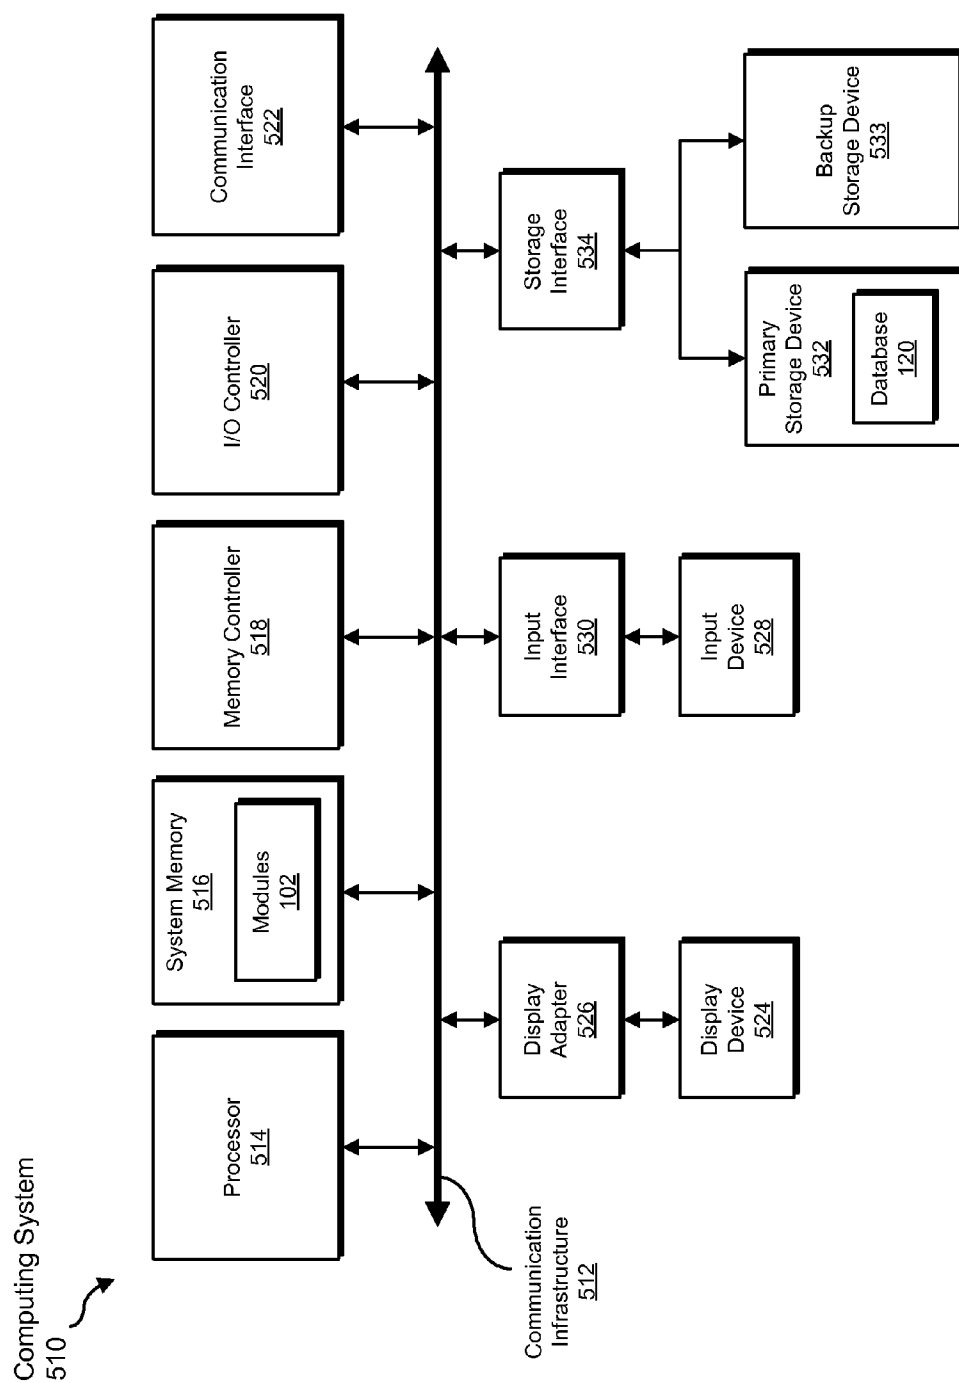 Computing System
510
Processor
514
System Memory
516
Modules
102
Memory Controller
518
I/O Controller
520
Communication
Interface
522
Communication
Infrastructure
512
Display
Adapter
526
Input
Interface
530
Storage
Interface
534
Display
Device
524
Input
Device
528
Primary
Storage Device
532
Database
120
Backup
Storage Device
533